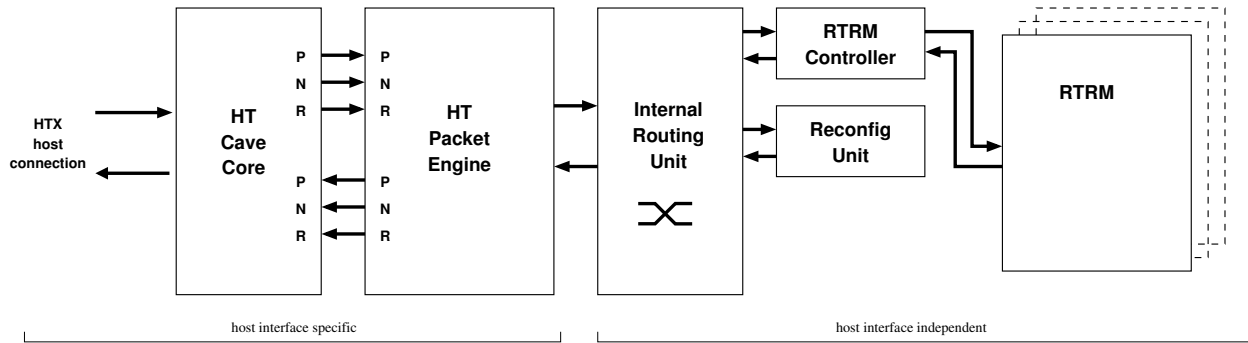 HTX
host
connection
HT
Cave
Core
P
N
R
P
N
R
P
N
R
P
N
R
HT
Packet
Engine
Internal
Routing
Unit
RTRM
Controller
Reconfig
Unit
RTRM
host interface specific
host interface independent